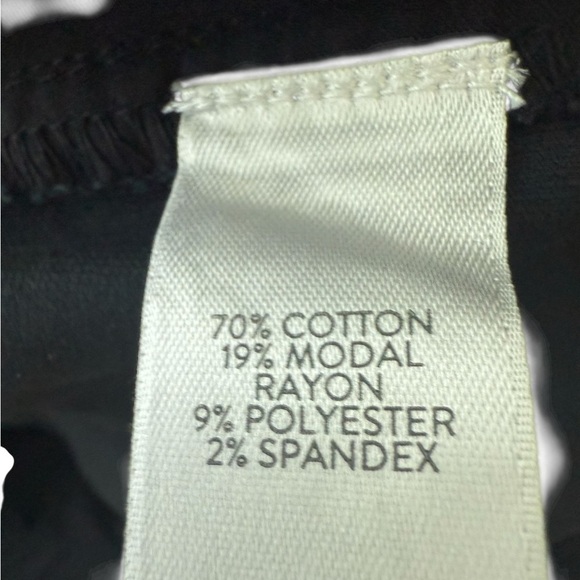 70% COTTON
19% MODAL
RAYON
9% POLYESTER
2% SPANDEX